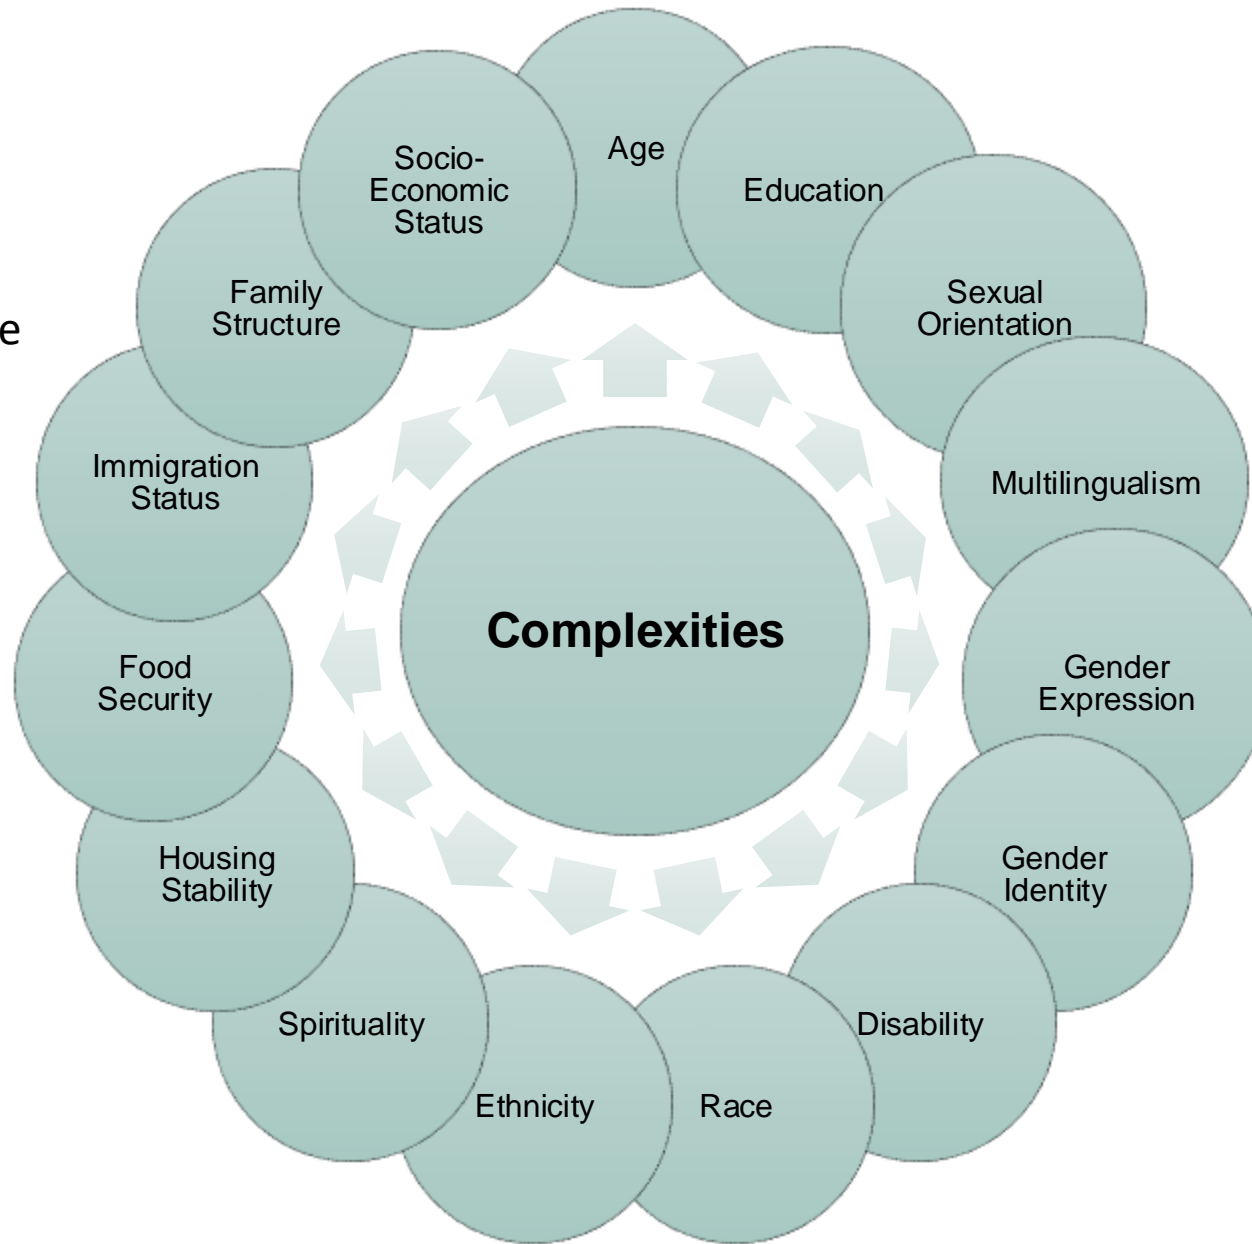 Age
Education
Socio-
Economic
Status
Sexual
Orientation
Family
Structure
e
Multilingualism
Immigration
Status
Complexities
Gender
Expression
Food
Security
Gender
Identity
Housing
Stability
Disability
Spirituality
Race
Ethnicity